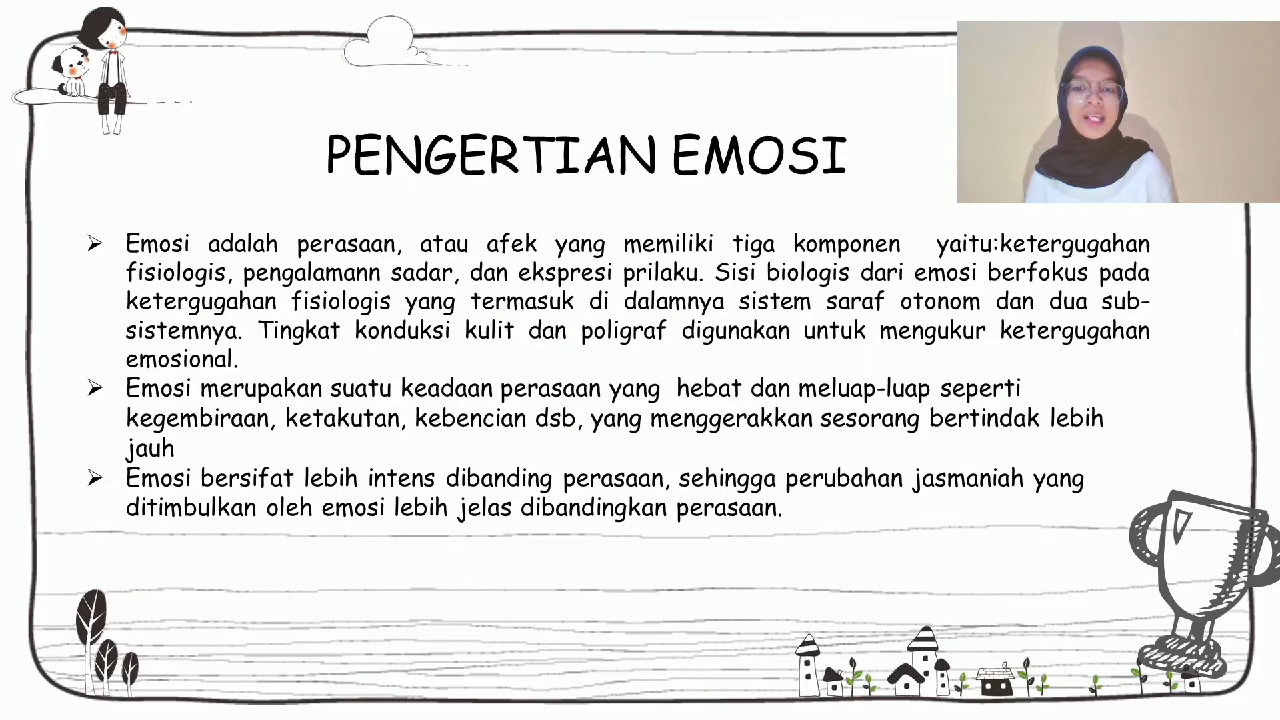 PENGERTIAN EMOSI
➢ Emosi adalah perasaan, atau afek yang memiliki tiga komponen yaitu:ketergugahan
fisiologis, pengalamann sadar, dan ekspresi prilaku. Sisi biologis dari emosi berfokus pada
ketergugahan fisiologis yang termasuk di dalamnya sistem saraf otonom dan dua sub-
sistemnya. Tingkat konduksi kulit dan poligraf digunakan untuk mengukur ketergugahan
emosional.
➢ Emosi merupakan suatu keadaan perasaan yang hebat dan meluap-luap seperti
kegembiraan, ketakutan, kebencian dsb, yang menggerakkan sesorang bertindak lebih
jauh
➢ Emosi bersifat lebih intens dibanding perasaan, sehingga perubahan jasmaniah yang
ditimbulkan oleh emosi lebih jelas dibandingkan perasaan.